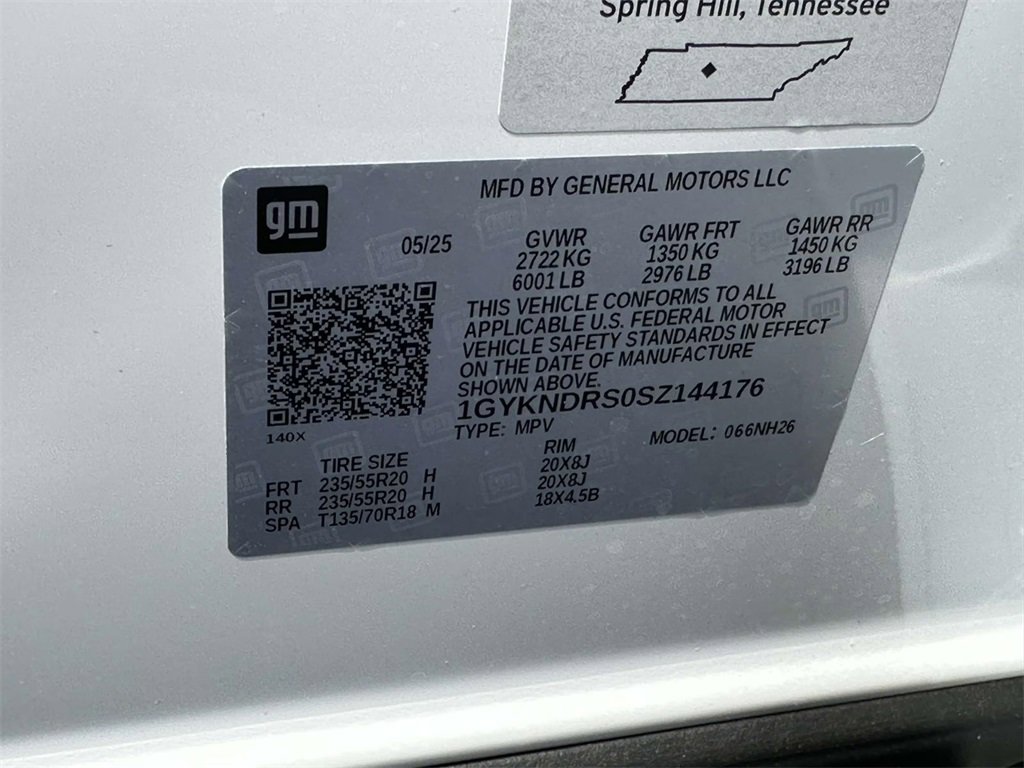 Spring Hill, Tennessee
gm
MFD BY GENERAL MOTORS LLC
05/25
GVWR
2722 KG
6001 LB
GAWR FRT
1350 KG
2976 LB
GAWR RR
1450 KG
3196 LB
THIS VEHICLE CONFORMS TO ALL
APPLICABLE U.S. FEDERAL MOTOR
VEHICLE SAFETY STANDARDS IN EFFECT
ON THE DATE OF MANUFACTURE
SHOWN ABOVE.
1GYKNDRS0SZ144176
140X
TYPE: MPV
MODEL: 066NH26
TIRE SIZE RIM
FRT 235/55R20 H 20X8J
RR 235/55R20 H 20X8J
SPA T135/70R18 M 18X4.5B